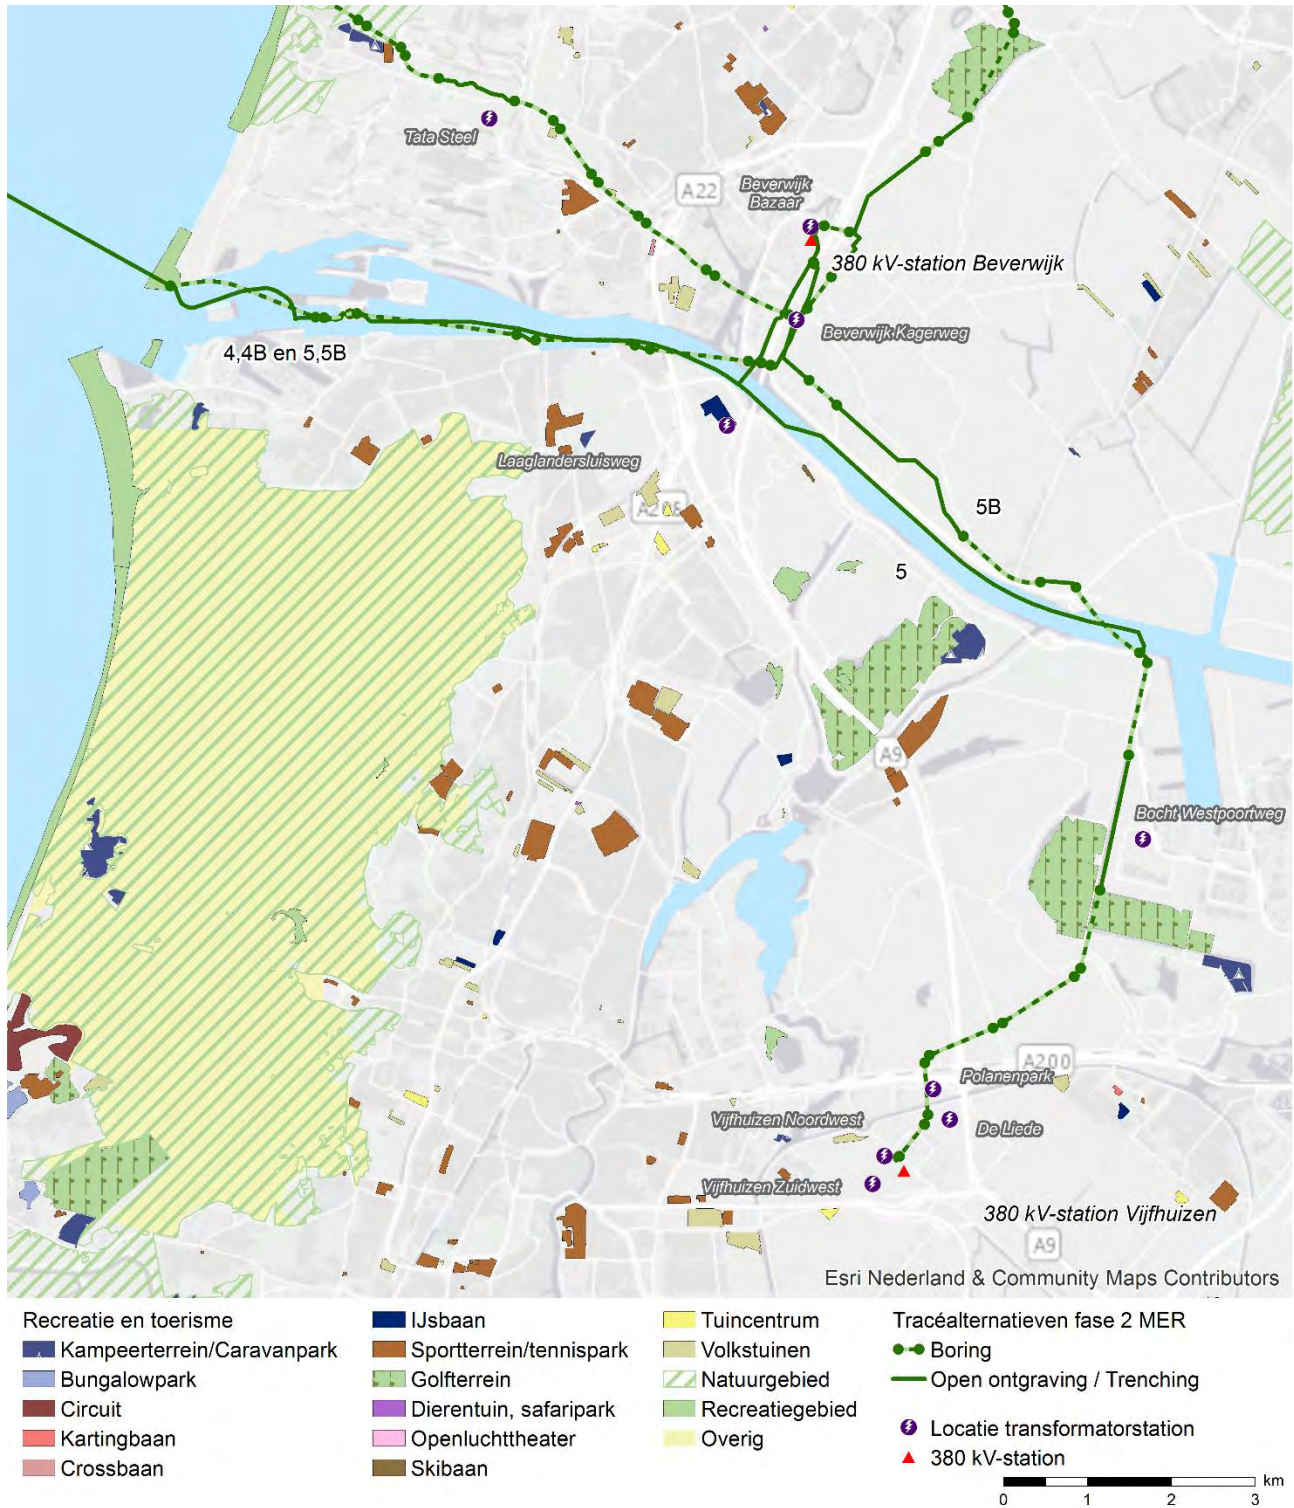 Tata Steel
A22
Beverwijk
Bazaar
380 kV-station Beverwijk
Beverwijk Kagerweg
4,4B en 5,5B
Laaglandersluisweg
A208
5B
5
A9
Bocht Westpoortweg
A200
Polanenpark
Vijfhuizen Noordwest
De Liede
Vijfhuizen Zuidwest
380 kV-station Vijfhuizen
A9
Esri Nederland & Community Maps Contributors
Recreatie en toerisme
Kampeerterrein/Caravanpark
Bungalowpark
Circuit
Kartingbaan
Crossbaan
IJsbaan
Sportterrein/tennispark
Golfterrein
Dierentuin, safaripark
Openluchttheater
Skibaan
Tuincentrum
Volkstuinen
Natuurgebied
Recreatiegebied
Overig
Tracéalternatieven fase 2 MER
Boring
Open ontgraving / Trenching
Locatie transformatorstation
380 kV-station
km
0 1 2 3